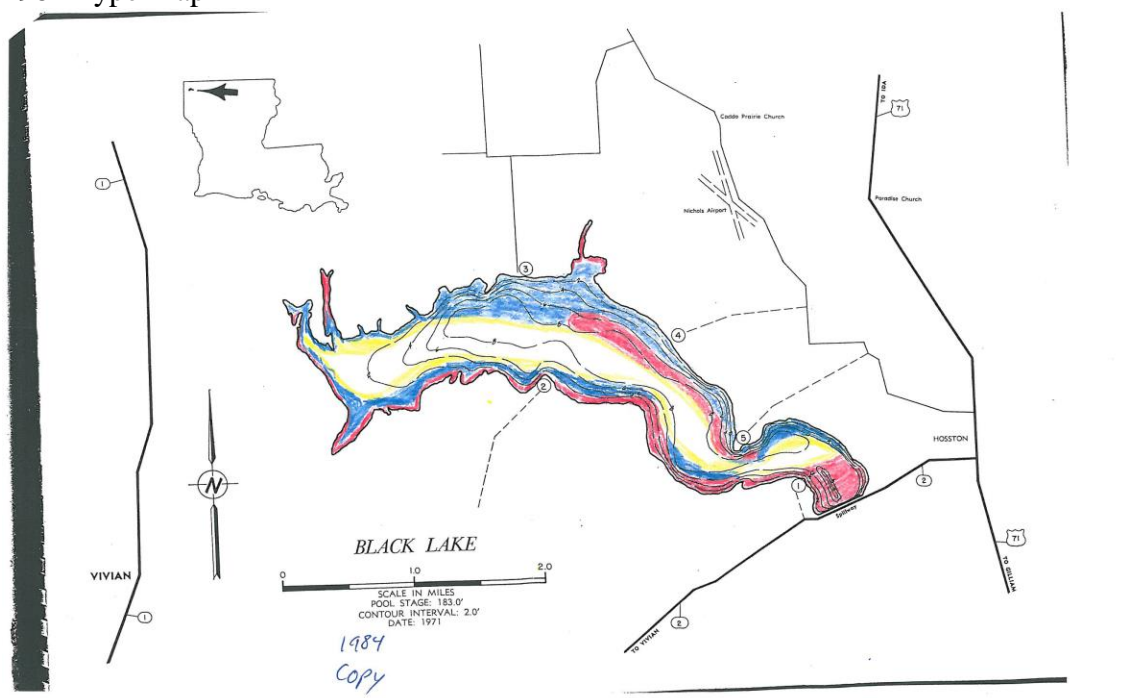 TO IDA
71
Caddo Prairie Church
1
Nichols Airport
Paradise Church
3
4
2
5
HOSSTON
1
2
Spillway
N
BLACK LAKE
0 1.0 2.0
SCALE IN MILES
POOL STAGE: 183.0'
CONTOUR INTERVAL: 2.0'
DATE: 1971
VIVIAN
1
71
TO GILLIAN
2
TO VIVIAN
1984
Copy